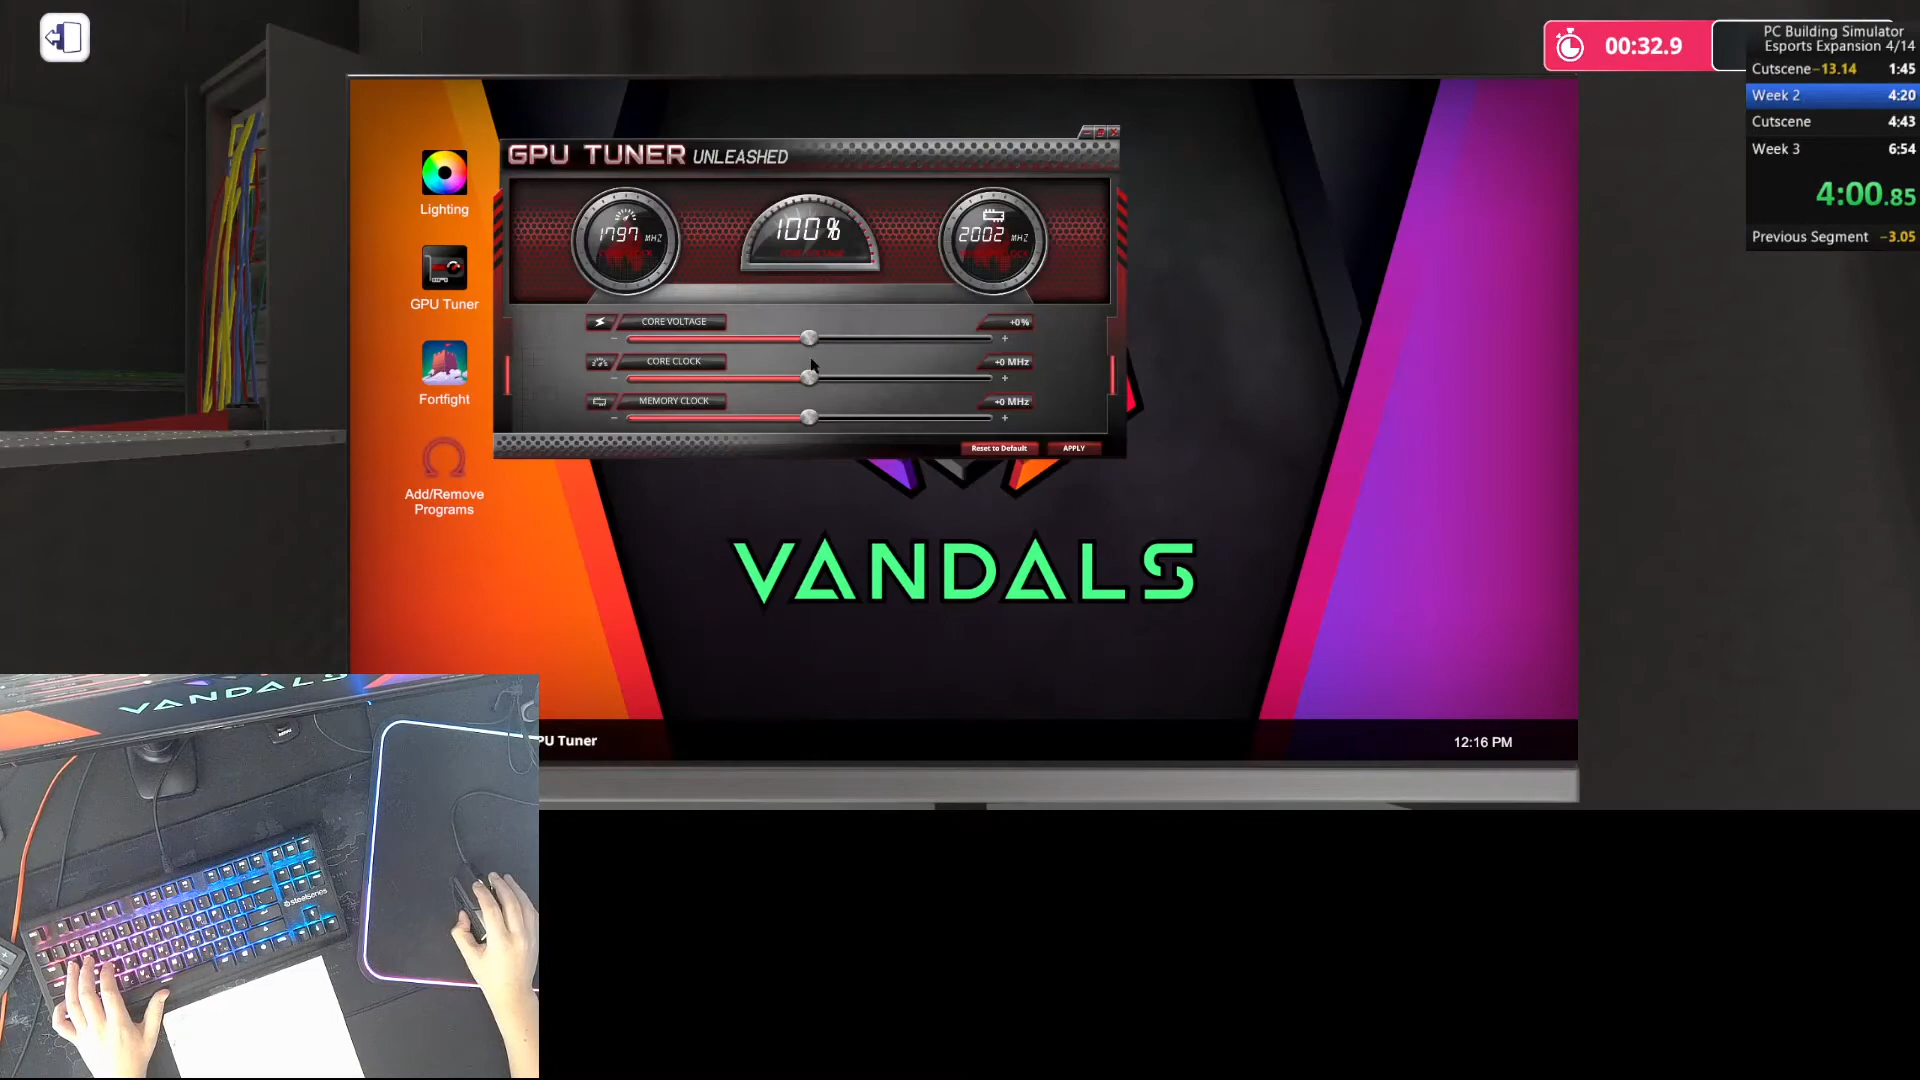 00:32.9
PC Building Simulator
Esports Expansion 4/14
Cutscene -13.14 1:45
Week 2 4:20
Cutscene 4:43
Week 3 6:54
4:00.85
Previous Segment -3.05
GPU TUNER UNLEASHED
1797 MHZ
100%
2002 MHZ
CORE VOLTAGE +0%
CORE CLOCK +0 MHz
MEMORY CLOCK +0 MHz
Reset to Default APPLY
Lighting
GPU Tuner
Fortfight
Add/Remove
Programs
VANDALS
PU Tuner
12:16 PM
VANDALS
steelseries